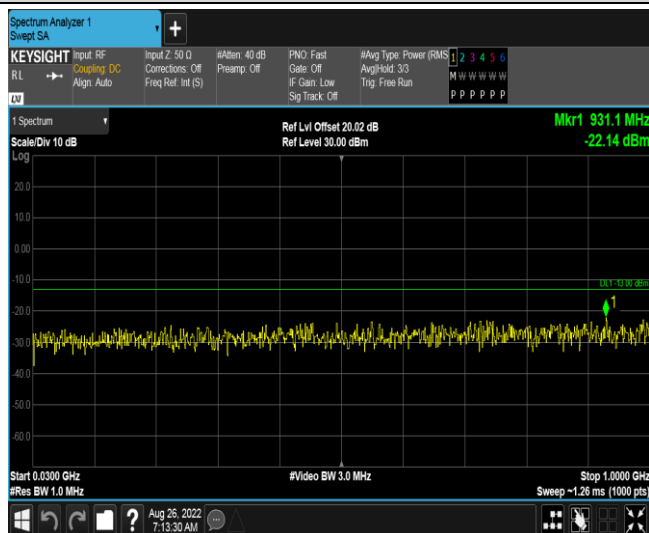 Spectrum Analyzer 1
Swept SA
+
KEYSIGHT
RL
LXI
Input: RF
Coupling: DC
Align: Auto
Input Z: 50 Ω
Corrections: Off
Freq Ref: Int (S)
#Atten: 40 dB
Preamp: Off
PNO: Fast
Gate: Off
IF Gain: Low
Sig Track: Off
#Avg Type: Power (RMS
Avg|Hold: 3/3
Trig: Free Run
1 2 3 4 5 6
M W W W W W
P P P P P P
1 Spectrum
Scale/Div 10 dB
Log
Ref Lvl Offset 20.02 dB
Ref Level 30.00 dBm
Mkr1 931.1 MHz
-22.14 dBm
20.0
10.0
0.00
-10.0
-20.0
-30.0
-40.0
-50.0
-60.0
DL1 -13.00 dBm
1
Start 0.0300 GHz
#Res BW 1.0 MHz
#Video BW 3.0 MHz
Stop 1.0000 GHz
Sweep ~1.26 ms (1000 pts)
?
Aug 26, 2022
7:13:30 AM